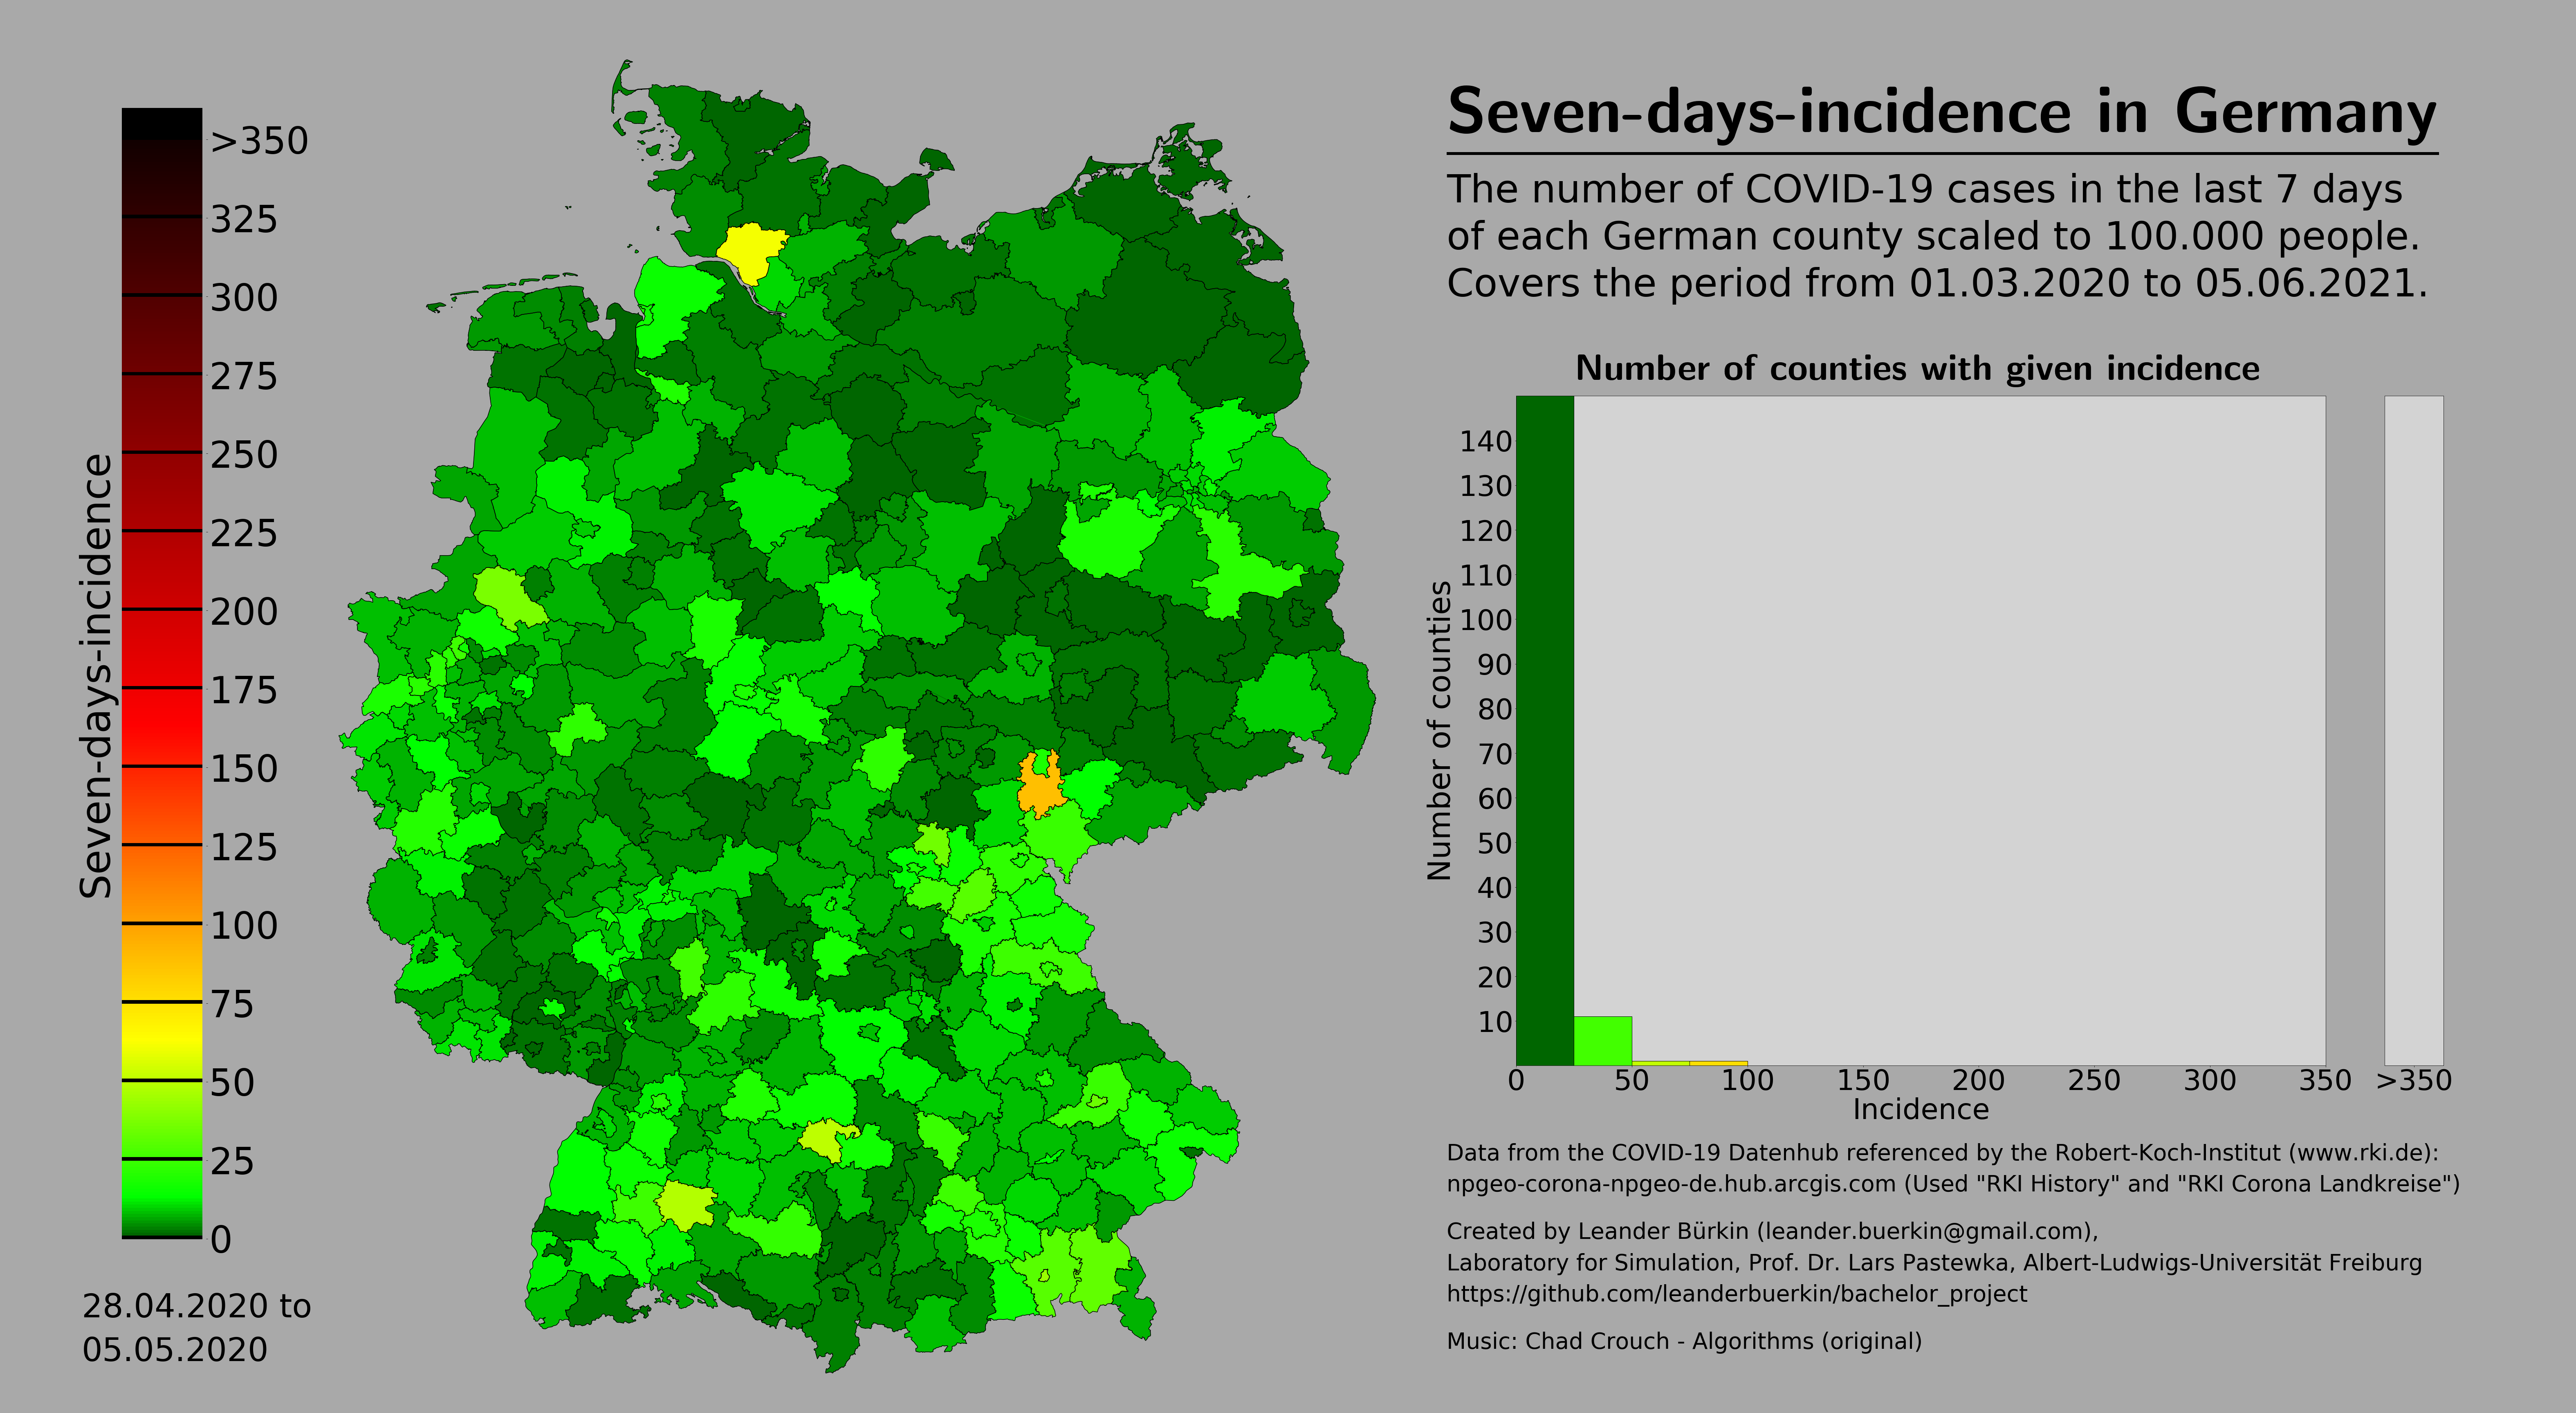 Seven-days-incidence in Germany
The number of COVID-19 cases in the last 7 days
of each German county scaled to 100.000 people.
Covers the period from 01.03.2020 to 05.06.2021.
Seven-days-incidence
>350
325
300
275
250
225
200
175
150
125
100
75
50
25
0
28.04.2020 to
05.05.2020
Number of counties with given incidence
Number of counties
140
130
120
110
100
90
80
70
60
50
40
30
20
10
0 50 100 150 200 250 300 350 >350
Incidence
Data from the COVID-19 Datenhub referenced by the Robert-Koch-Institut (www.rki.de):
npgeo-corona-npgeo-de.hub.arcgis.com (Used "RKI History" and "RKI Corona Landkreise")
Created by Leander Bürkin (leander.buerkin@gmail.com),
Laboratory for Simulation, Prof. Dr. Lars Pastewka, Albert-Ludwigs-Universität Freiburg
https://github.com/leanderbuerkin/bachelor_project
Music: Chad Crouch - Algorithms (original)